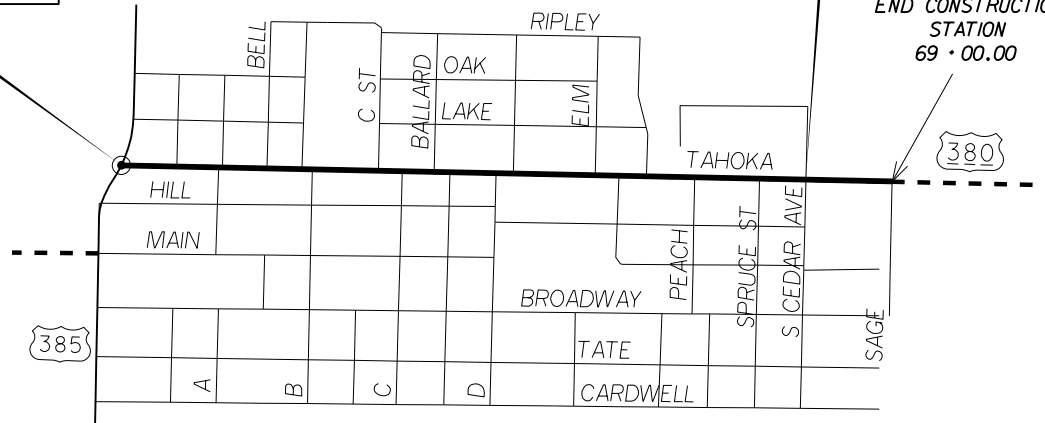 END CONSTRUCTIO
STATION
69+00.00
RIPLEY
BELL
C ST
BALLARD
OAK
LAKE
ELM
TAHOKA
380
HILL
MAIN
PEACH
SPRUCE ST
S CEDAR AVE
BROADWAY
385
SAGE
TATE
A
B
C
D
CARDWELL